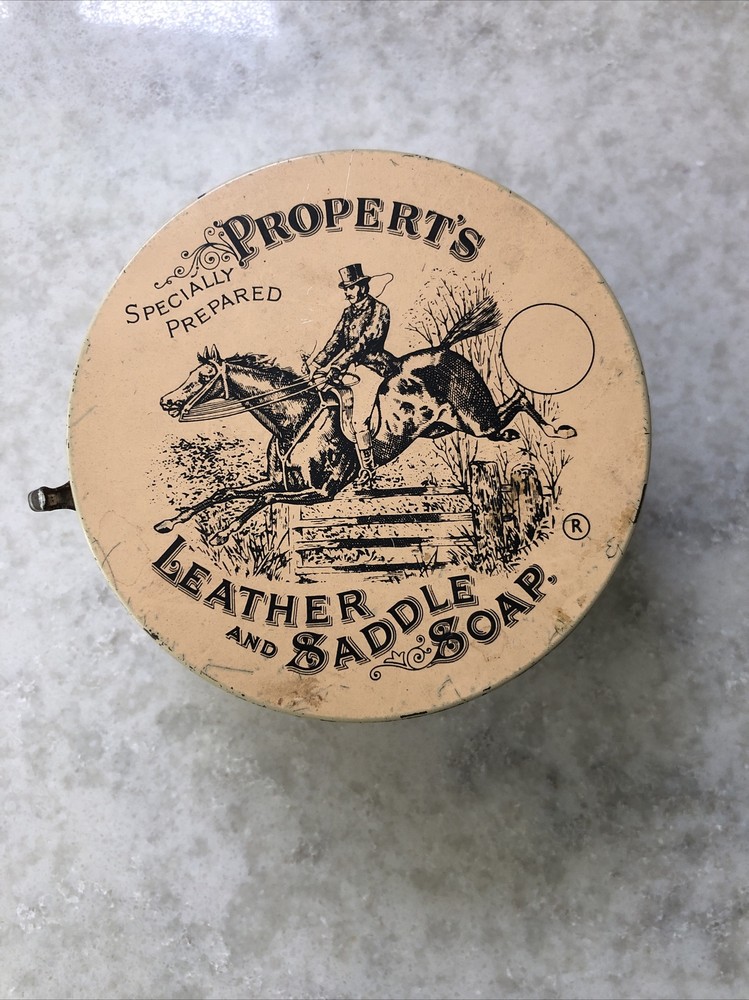 PROPERT'S
SPECIALLY
PREPARED
®
LEATHER
AND SADDLE
SOAP.